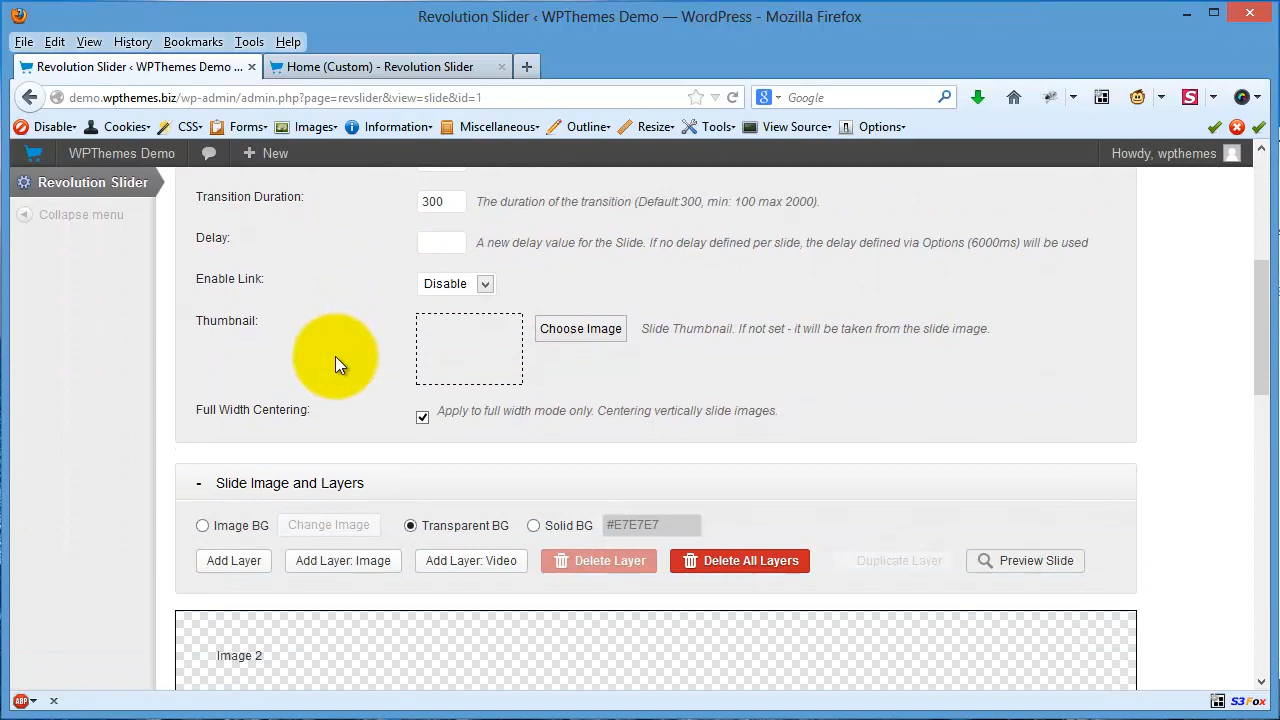 Revolution Slider ‹ WPThemes Demo — WordPress - Mozilla Firefox
File Edit View History Bookmarks Tools Help
Revolution Slider ‹ WPThemes Demo ... Home (Custom) - Revolution Slider
demo.wpthemes.biz/wp-admin/admin.php?page=revslider&view=slide&id=1 Google
Disable Cookies CSS Forms Images Information Miscellaneous Outline Resize Tools View Source Options
WPThemes Demo New Howdy, wpthemes
Revolution Slider
Collapse menu
Transition Duration: 300 The duration of the transition (Default:300, min: 100 max 2000).
Delay: A new delay value for the Slide. If no delay defined per slide, the delay defined via Options (6000ms) will be used
Enable Link: Disable
Thumbnail: Choose Image Slide Thumbnail. If not set - it will be taken from the slide image.
Full Width Centering: Apply to full width mode only. Centering vertically slide images.
- Slide Image and Layers
Image BG Change Image Transparent BG Solid BG #E7E7E7
Add Layer Add Layer: Image Add Layer: Video Delete Layer Delete All Layers Duplicate Layer Preview Slide
Image 2
ABP S3Fox